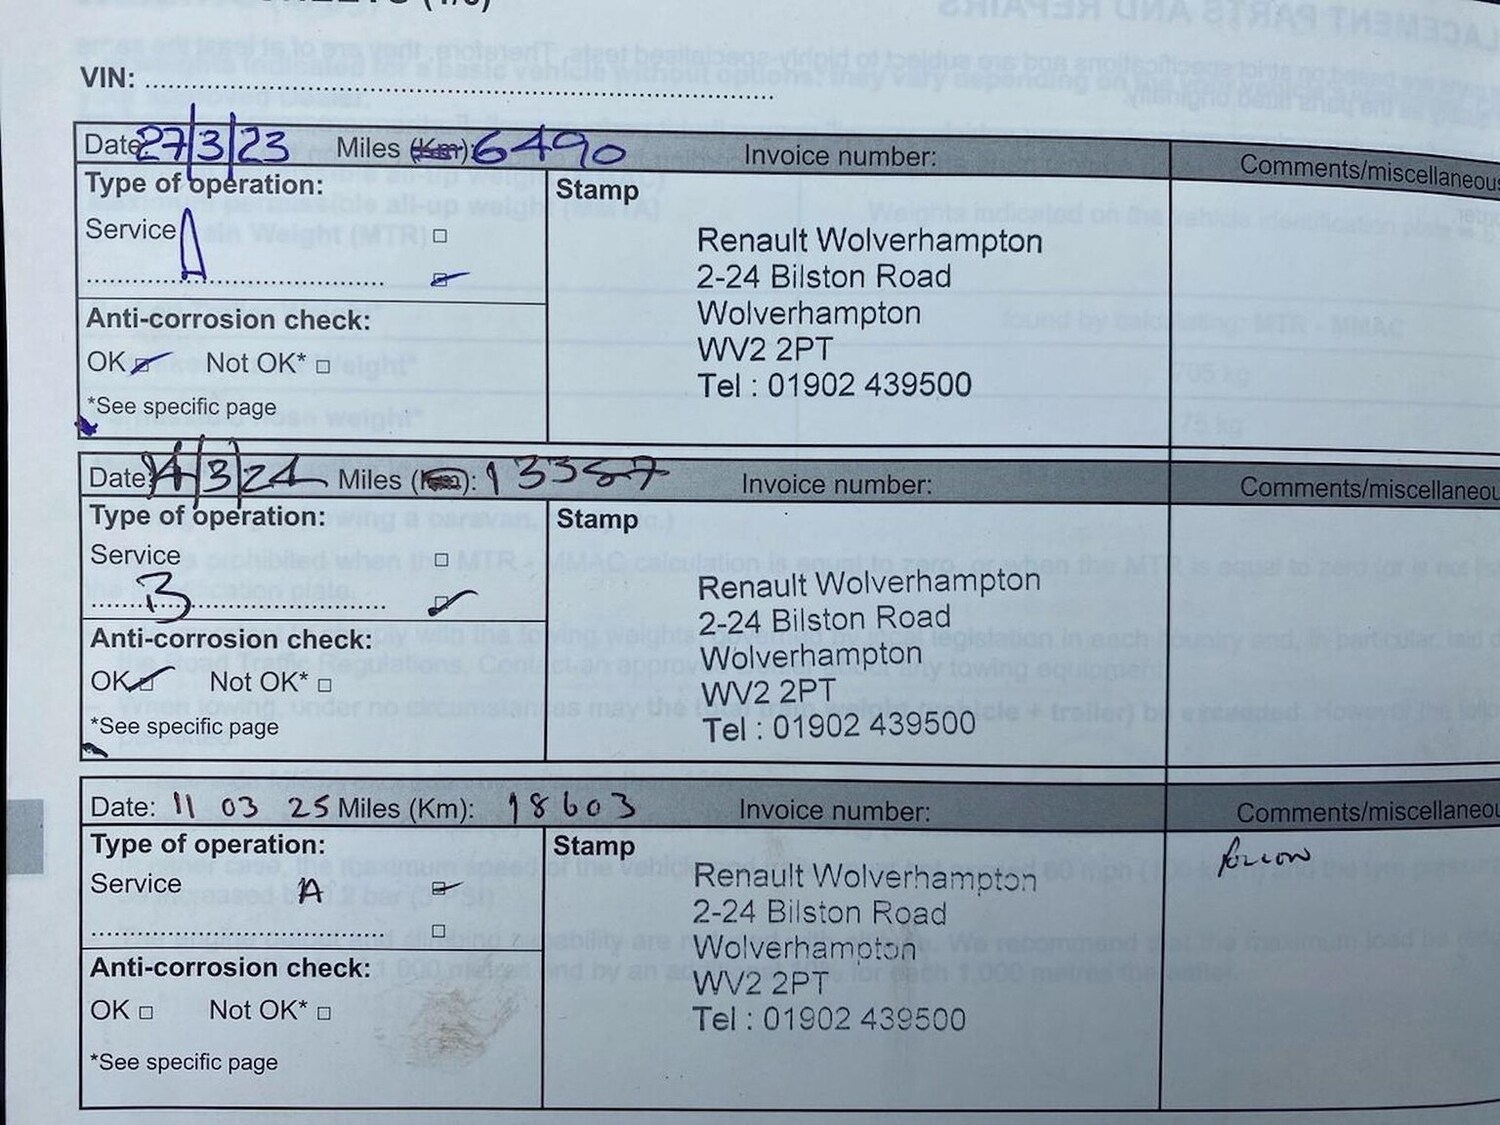 VIN:
Date 27/3/23 Miles (Km): 6490 Invoice number: Comments/miscellaneous
Type of operation: Stamp
Service A
Renault Wolverhampton
2-24 Bilston Road
Wolverhampton
WV2 2PT
Tel : 01902 439500
Anti-corrosion check:
OK Not OK*
*See specific page
Date 14/3/24 Miles (Km): 13357 Invoice number: Comments/miscellaneou
Type of operation: Stamp
Service
B
Renault Wolverhampton
2-24 Bilston Road
Wolverhampton
WV2 2PT
Tel : 01902 439500
Anti-corrosion check:
OK Not OK*
*See specific page
Date: 11 03 25 Miles (Km): 18603 Invoice number: Comments/miscellaneou
Type of operation: Stamp
Service A
Renault Wolverhampton
2-24 Bilston Road
Wolverhampton
WV2 2PT
Tel : 01902 439500
Anti-corrosion check:
OK Not OK*
*See specific page